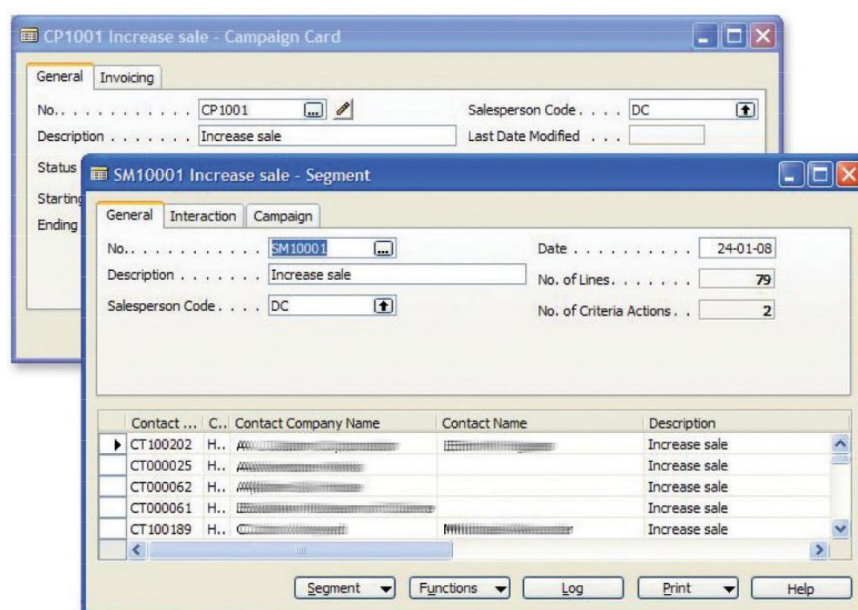 CP1001 Increase sale - Campaign Card
General Invoicing
No. . . . . . . . . . . . CP1001 Salesperson Code . . . . DC
Description . . . . . . . Increase sale Last Date Modified . . .
Status
Starting
Ending
SM10001 Increase sale - Segment
General Interaction Campaign
No. . . . . . . . . . . . SM10001 Date . . . . . . . . . . 24-01-08
Description . . . . . . . Increase sale No. of Lines . . . . . . . 79
Salesperson Code . . . . DC No. of Criteria Actions . . 2
Contact ... C.. Contact Company Name Contact Name Description
CT100202 H.. Increase sale
CT000025 H.. Increase sale
CT000062 H.. Increase sale
CT000061 H.. Increase sale
CT100189 H.. Increase sale
Segment Functions Log Print Help